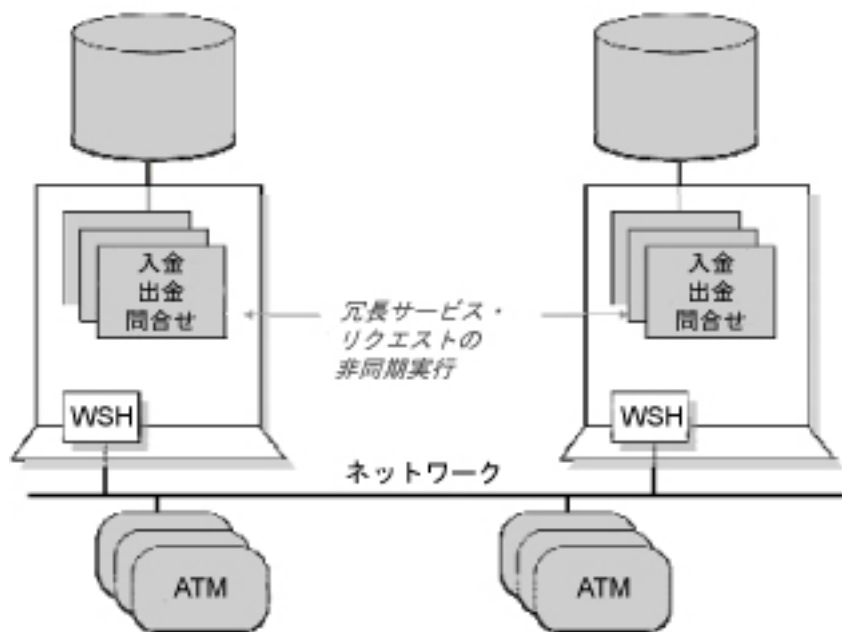 入金
出金
問合せ
入金
出金
問合せ
冗長サービス・
リクエストの
非同期実行
WSH
WSH
ネットワーク
ATM
ATM